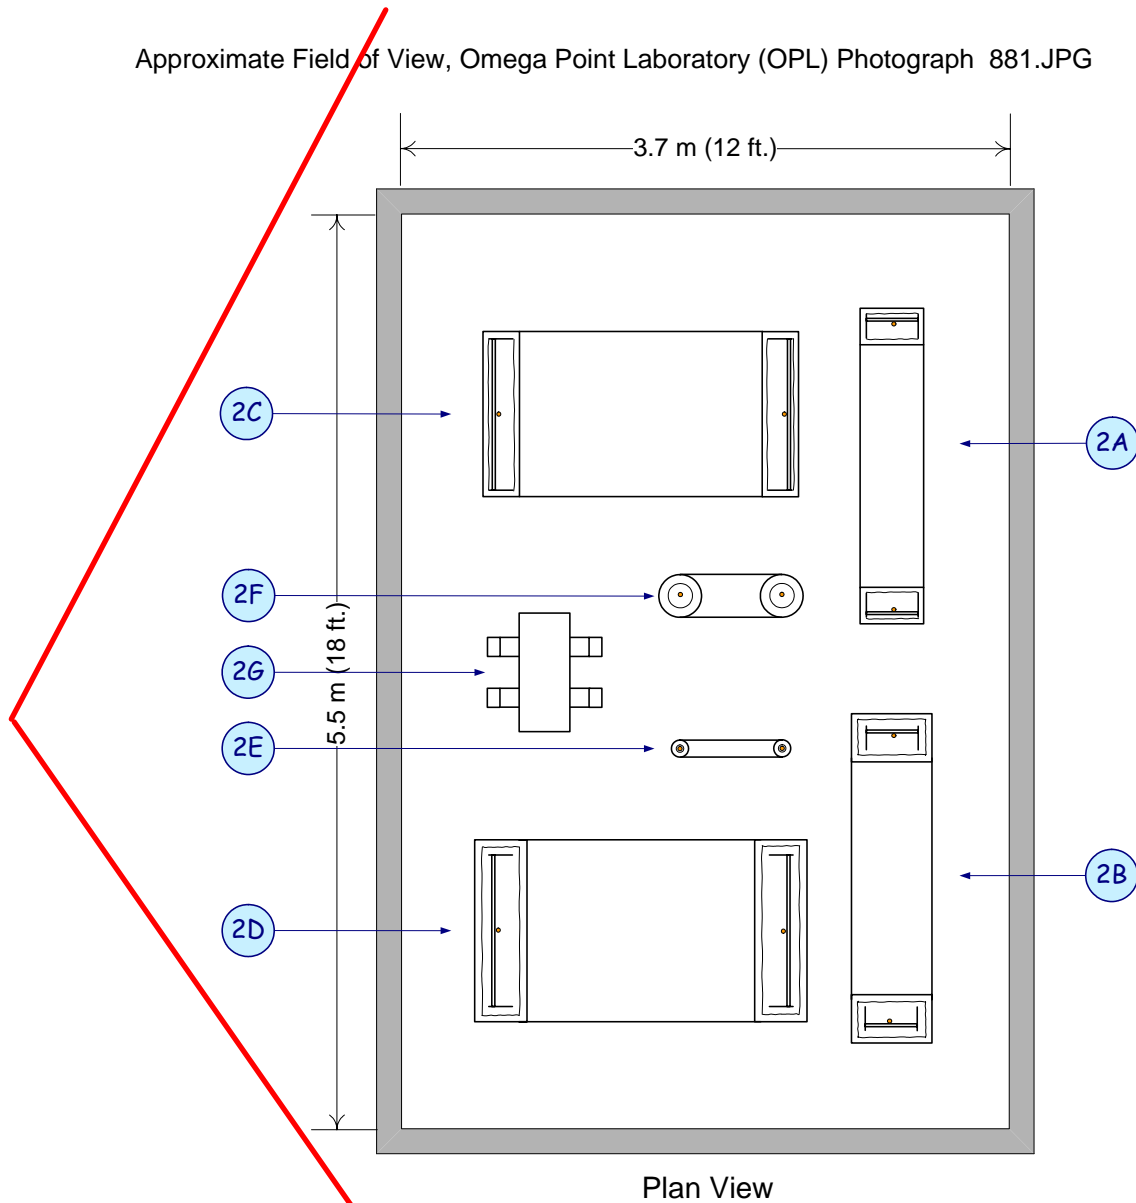 Approximate Field of View, Omega Point Laboratory (OPL) Photograph 881.JPG
3.7 m (12 ft.)
2C
2A
2F
5.5 m (18 ft.)
2G
2E
2B
2D
Plan View